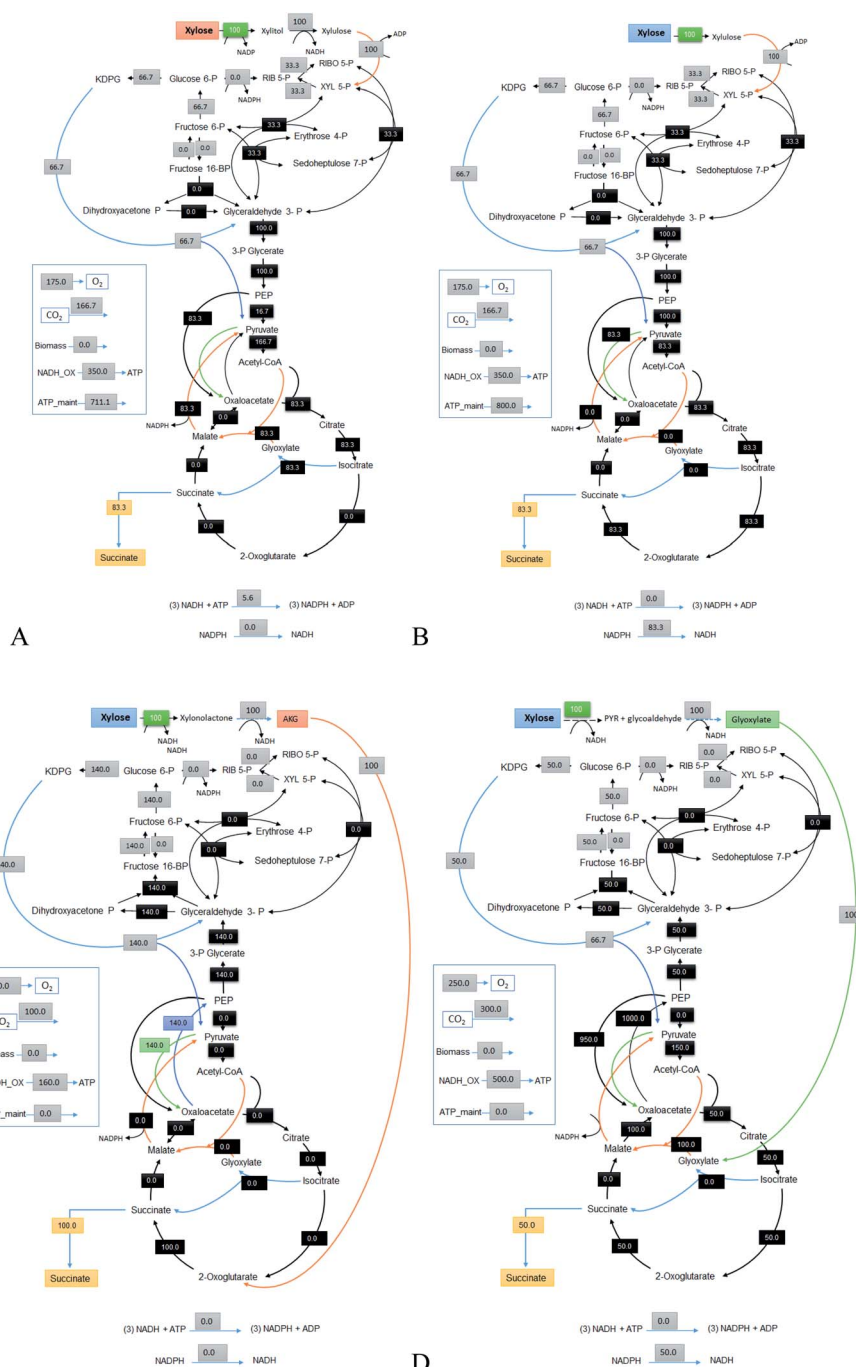 Xylose 100 Xylitol 100 Xylulose
NADP NADH 100 ADP
33.3 RIBO 5-P
KDPG 66.7 Glucose 6-P 0.0 RIB 5-P
XYL 5-P
NADPH 33.3
66.7
Fructose 6-P 33.3 Erythrose 4-P 33.3
0.0 0.0 33.3
Sedoheptulose 7-P
66.7 Fructose 16-BP
0.0
Dihydroxyacetone P 0.0 Glyceraldehyde 3- P
66.7 100.0
3-P Glycerate
175.0 O2 100.0
CO2 166.7 PEP
83.3 16.7
Biomass 0.0 Pyruvate
166.7
NADH_OX 350.0 ATP Acetyl-CoA
ATP_maint 711.1 Oxaloacetate
83.3 0.0 83.3 Citrate
NADPH 83.3
Malate Glyoxylate 83.3
0.0 83.3 Isocitrate
Succinate
83.3 0.0 0.0
2-Oxoglutarate
Succinate
(3) NADH + ATP 5.6 (3) NADPH + ADP
NADPH 0.0 NADH
A
Xylose 100 Xylulose
100 ADP
33.3 RIBO 5-P
KDPG 66.7 Glucose 6-P 0.0 RIB 5-P
XYL 5-P
NADPH 33.3
66.7
Fructose 6-P 33.3 Erythrose 4-P 33.3
0.0 0.0 33.3
Sedoheptulose 7-P
66.7 Fructose 16-BP
0.0
Dihydroxyacetone P 0.0 Glyceraldehyde 3- P
66.7 100.0
3-P Glycerate
175.0 O2 100.0
CO2 166.7 PEP
83.3 100.0
Biomass 0.0 Pyruvate
83.3
NADH_OX 350.0 ATP Acetyl-CoA
ATP_maint 800.0 Oxaloacetate
0.0 0.0 83.3 Citrate
NADPH 0.0
Malate Glyoxylate 83.3
0.0 0.0 Isocitrate
Succinate
83.3 83.3 83.3
2-Oxoglutarate
Succinate
(3) NADH + ATP 0.0 (3) NADPH + ADP
NADPH 83.3 NADH
B
Xylose 100 Xylonolactone 100 AKG
NADH NADH
NADH
0.0 RIBO 5-P
KDPG 140.0 Glucose 6-P 0.0 RIB 5-P 100
XYL 5-P
NADPH 0.0
140.0
Fructose 6-P 0.0 Erythrose 4-P 0.0
140.0 0.0 0.0
Sedoheptulose 7-P
Fructose 16-BP
140.0
Dihydroxyacetone P 140.0 Glyceraldehyde 3- P
140.0 140.0
3-P Glycerate
O2 140.0
100.0 PEP
140.0 0.0
0.0 140.0 Pyruvate
0.0
160.0 ATP Acetyl-CoA
0.0 Oxaloacetate
0.0 0.0 0.0 Citrate
NADPH 0.0
Malate Glyoxylate 0.0
0.0 0.0 Isocitrate
Succinate
100.0 100.0 0.0
2-Oxoglutarate
Succinate
(3) NADH + ATP 0.0 (3) NADPH + ADP
NADPH 0.0 NADH
Xylose 100 PYR + glycoaldehyde 100 Glyoxylate
NADH NADH
0.0 RIBO 5-P
KDPG 50.0 Glucose 6-P 0.0 RIB 5-P
XYL 5-P
NADPH 0.0
50.0
Fructose 6-P 0.0 Erythrose 4-P 0.0
50.0 0.0 0.0
Sedoheptulose 7-P
50.0 Fructose 16-BP
50.0
Dihydroxyacetone P 50.0 Glyceraldehyde 3- P
66.7 50.0
3-P Glycerate
250.0 O2 50.0
CO2 300.0 PEP
950.0 1000.0 0.0
Biomass 0.0 Pyruvate
150.0
NADH_OX 500.0 ATP Acetyl-CoA
ATP_maint 0.0 Oxaloacetate
0.0 100.0 50.0 Citrate
NADPH 100.0
Malate Glyoxylate 50.0
0.0 0.0 Isocitrate
Succinate
50.0 50.0 50.0
2-Oxoglutarate
Succinate
(3) NADH + ATP 0.0 (3) NADPH + ADP
NADPH 50.0 NADH